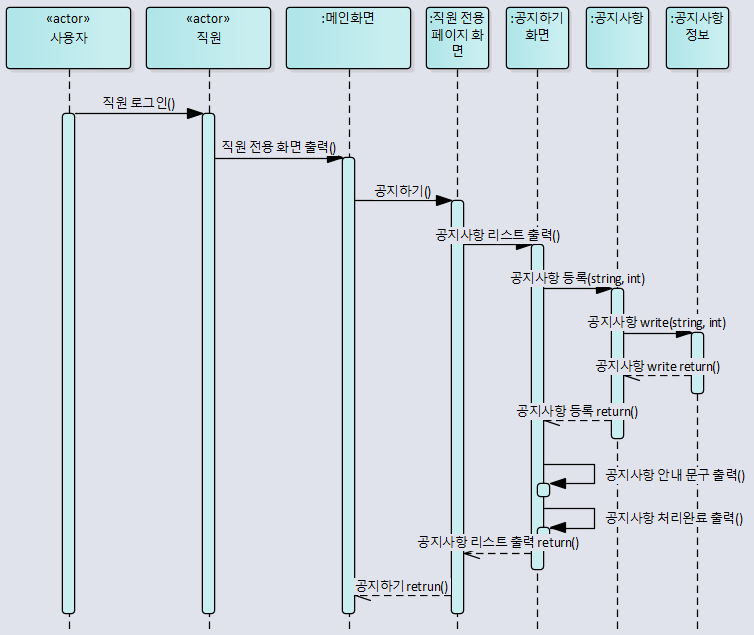 «actor»
사용자
«actor»
직원
:메인화면
:직원 전용
페이지 화
면
:공지하기
화면
:공지사항
:공지사항
정보
직원 로그인()
직원 전용 화면 출력()
공지하기()
공지사항 리스트 출력()
공지사항 등록(string, int)
공지사항 write(string, int)
공지사항 write return()
공지사항 등록 return()
공지사항 안내 문구 출력()
공지사항 처리완료 출력()
공지사항 리스트 출력 return()
공지하기 retrun()